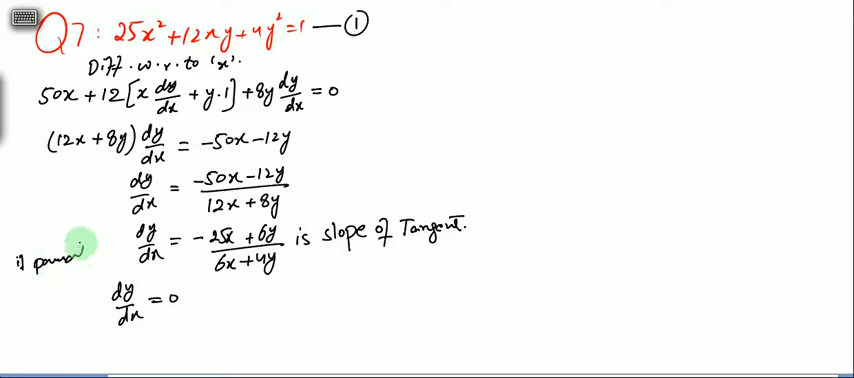 Q7: 25x² + 12xy + 4y² = 1 — ①
Diff. w.r. to 'x'.
50x + 12[x dy/dx + y·1] + 8y dy/dx = 0
(12x + 8y) dy/dx = -50x - 12y
dy/dx = (-50x - 12y)/(12x + 8y)
dy/dx = - (25x + 6y)/(6x + 4y) is slope of Tangent.
dy/dx = 0